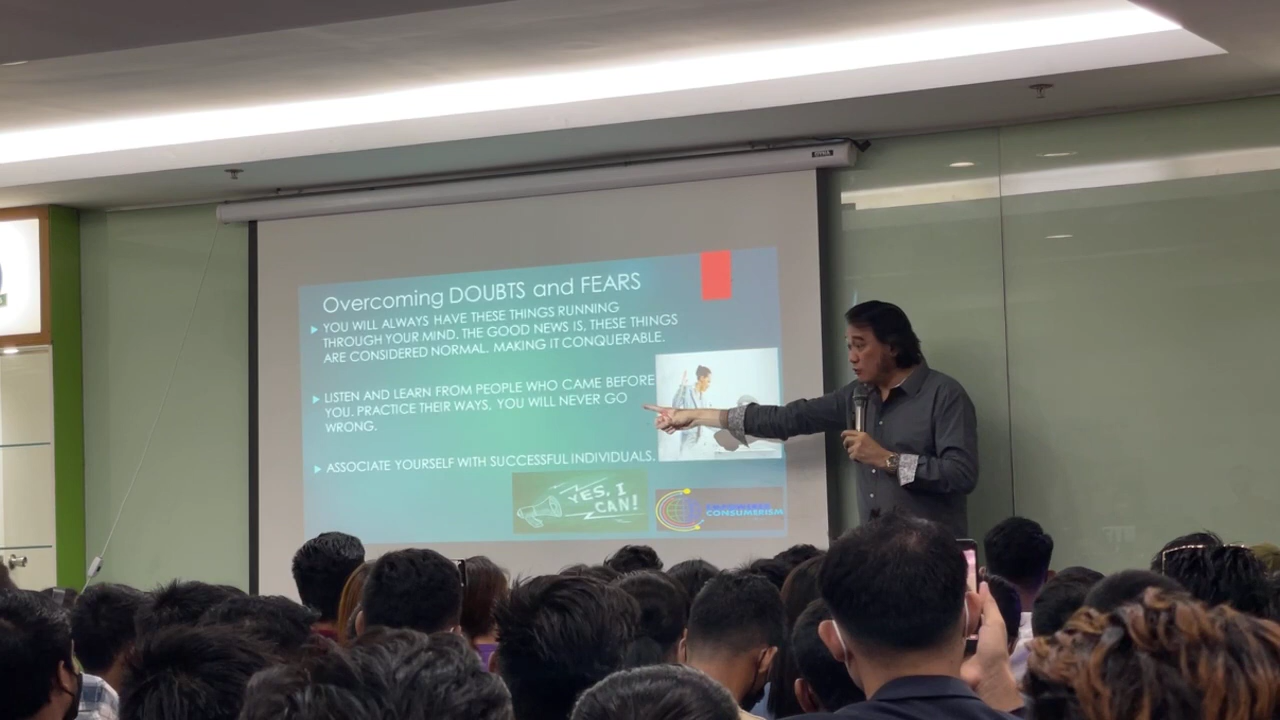 Overcoming DOUBTS and FEARS
YOU WILL ALWAYS HAVE THESE THINGS RUNNING
THROUGH YOUR MIND. THE GOOD NEWS IS, THESE THINGS
ARE CONSIDERED NORMAL. MAKING IT CONQUERABLE.
LISTEN AND LEARN FROM PEOPLE WHO CAME BEFORE
YOU. PRACTICE THEIR WAYS. YOU WILL NEVER GO
WRONG.
ASSOCIATE YOURSELF WITH SUCCESSFUL INDIVIDUALS.
YES, I
CAN!
CONSUMERISM